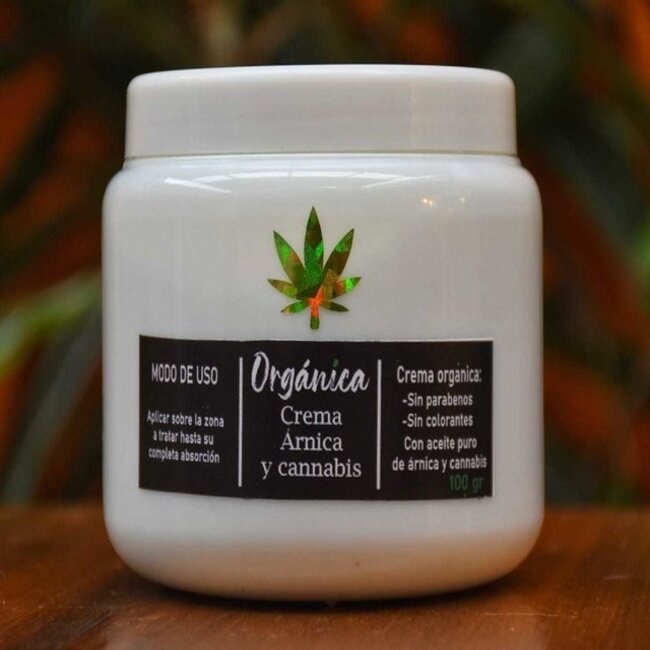 MODO DE USO
Aplicar sobre la zona
a tratar hasta su
completa absorción
Orgánica
Crema
Árnica
y cannabis
Crema organica:
-Sin parabenos
-Sin colorantes
Con aceite puro
de árnica y cannabis
100 gr